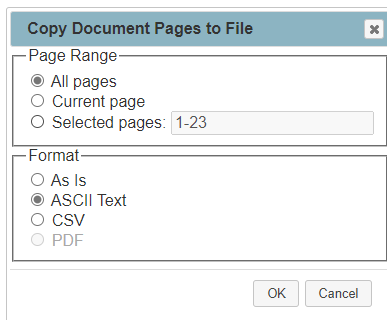 Copy Document Pages to File
Page Range
All pages
Current page
Selected pages: 1-23
Format
As Is
ASCII Text
CSV
PDF
OK Cancel